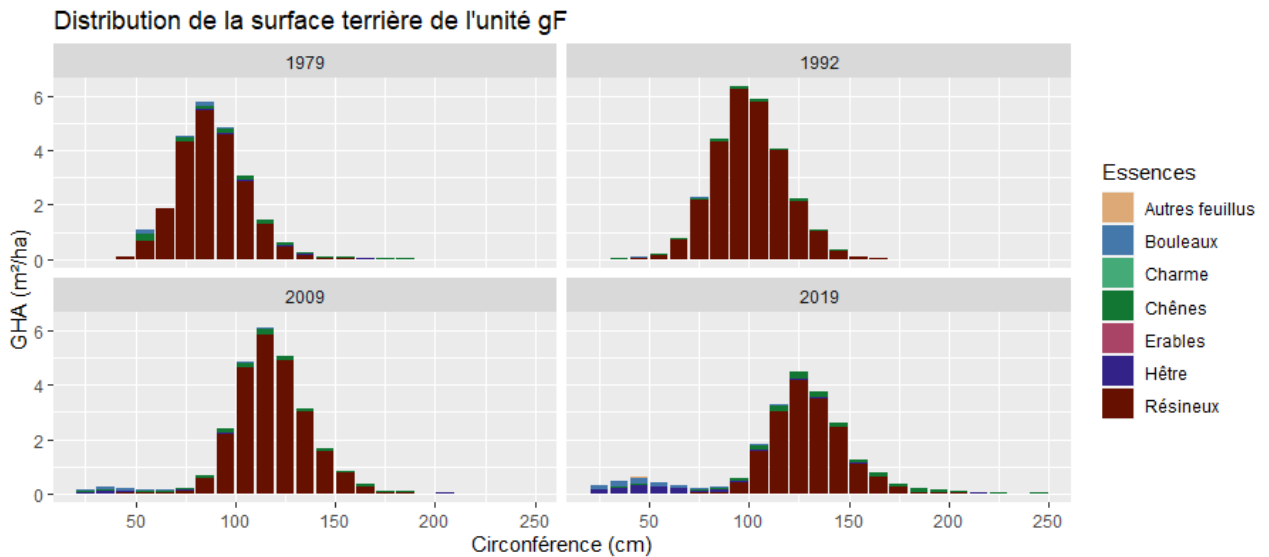 Distribution de la surface terrière de l'unité gF
1979
1992
6
4
2
0
2009
2019
6
4
2
0
50
100
150
200
250
50
100
150
200
250
GHA (m²/ha)
Circonférence (cm)
Essences
Autres feuillus
Bouleaux
Charme
Chênes
Erables
Hêtre
Résineux